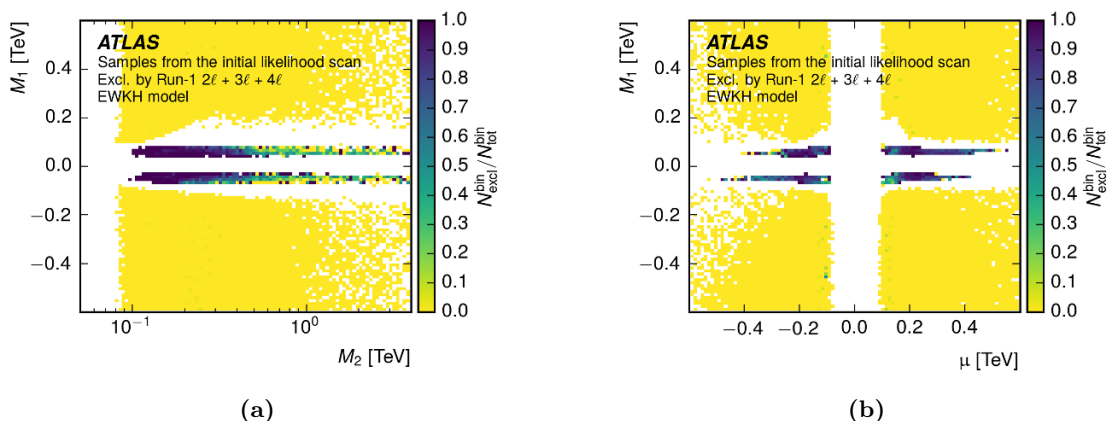 ATLAS
Samples from the initial likelihood scan
Excl. by Run-1 2ℓ + 3ℓ + 4ℓ
EWKH model
M₁ [TeV]
0.4
0.2
0.0
−0.2
−0.4
10⁻¹
10⁰
M₂ [TeV]
1.0
0.9
0.8
0.7
0.6
0.5
0.4
0.3
0.2
0.1
0.0
N^bin_excl/N^bin_tot
(a)
ATLAS
Samples from the initial likelihood scan
Excl. by Run-1 2ℓ + 3ℓ + 4ℓ
EWKH model
M₁ [TeV]
0.4
0.2
0.0
−0.2
−0.4
−0.4
−0.2
0.0
0.2
0.4
μ [TeV]
1.0
0.9
0.8
0.7
0.6
0.5
0.4
0.3
0.2
0.1
0.0
N^bin_excl/N^bin_tot
(b)